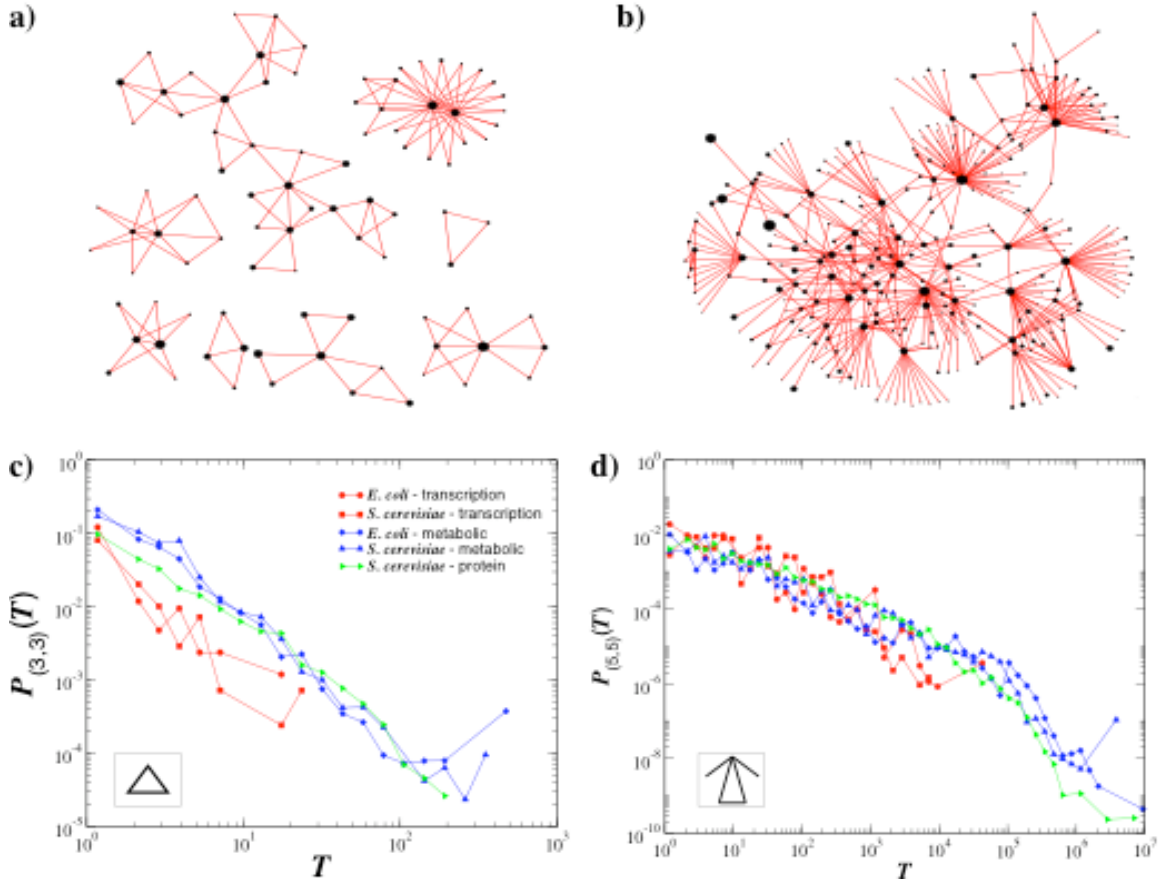 a)
b)
c)
d)
10^0
10^-1
10^-2
10^-3
10^-4
10^-5
P_(3,3)(T)
E. coli - transcription
S. cerevisiae - transcription
E. coli - metabolic
S. cerevisiae - metabolic
S. cerevisiae - protein
10^0
10^1
10^2
10^3
T
10^0
10^-2
10^-4
10^-6
10^-8
10^-10
P_(5,5)(T)
10^0
10^1
10^2
10^3
10^4
10^5
10^6
10^7
T